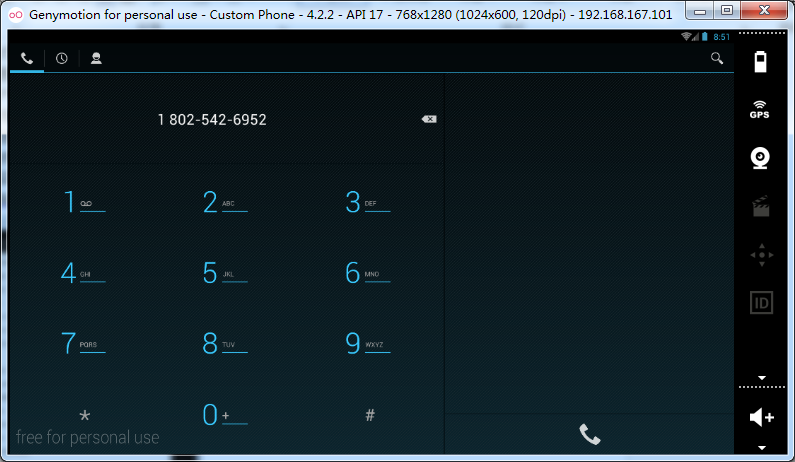 Genymotion for personal use - Custom Phone - 4.2.2 - API 17 - 768x1280 (1024x600, 120dpi) - 192.168.167.101
8:51
1 802-542-6952
1
2 ABC
3 DEF
4 GHI
5 JKL
6 MNO
7 PQRS
8 TUV
9 WXYZ
*
0 +
#
free for personal use
GPS
ID